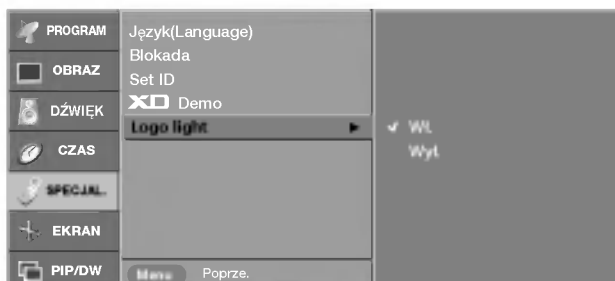 PROGRAM
OBRAZ
DŹWIĘK
CZAS
SPECJAL.
EKRAN
PIP/DW
Język(Language)
Blokada
Set ID
XD Demo
Logo light
Menu Poprze.
Wł.
Wył.